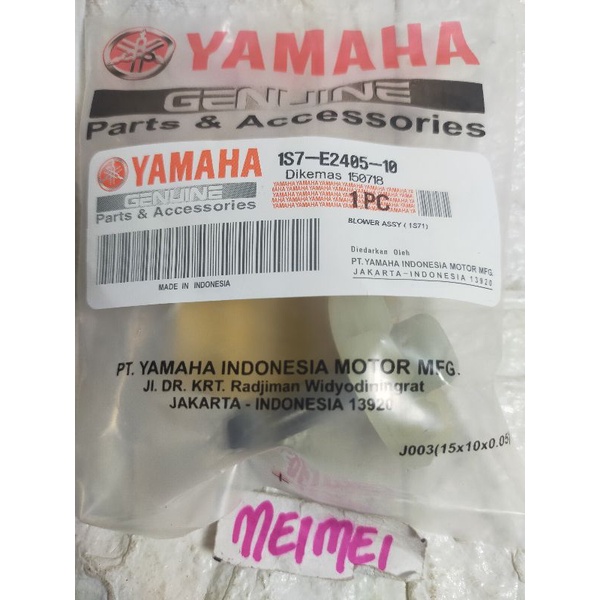 YAMAHA
GENUINE
Parts & Accessories
YAMAHA
GENUINE
Parts & Accessories
1S7-E2405-10
Dikemas 150718
1 PC
BLOWER ASSY ( 1S71)
Diedarkan Oleh
PT. YAMAHA INDONESIA MOTOR MFG.
JAKARTA-INDONESIA 13920
MADE IN INDONESIA
PT. YAMAHA INDONESIA MOTOR MFG.
Jl. DR. KRT. Radjiman Widyodiningrat
JAKARTA - INDONESIA 13920
J003(15x10x0.05
MEIMEI